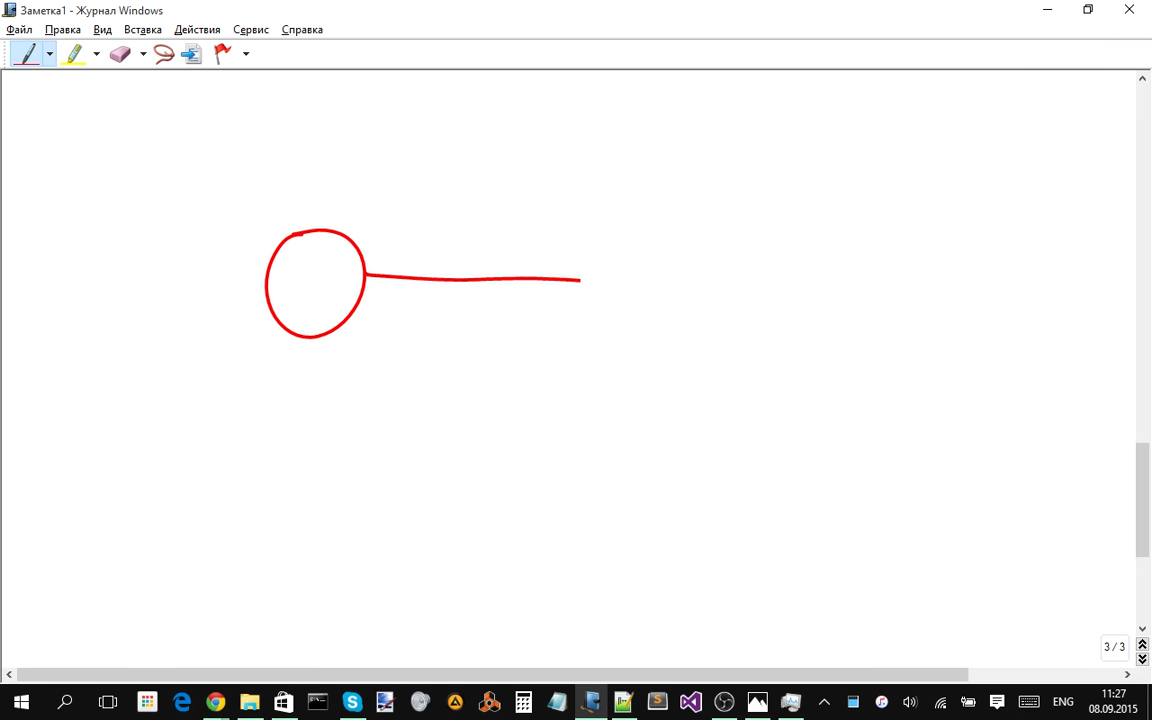 Заметка1 - Журнал Windows
Файл Правка Вид Вставка Действия Сервис Справка
3 / 3
ENG
11:27
08.09.2015